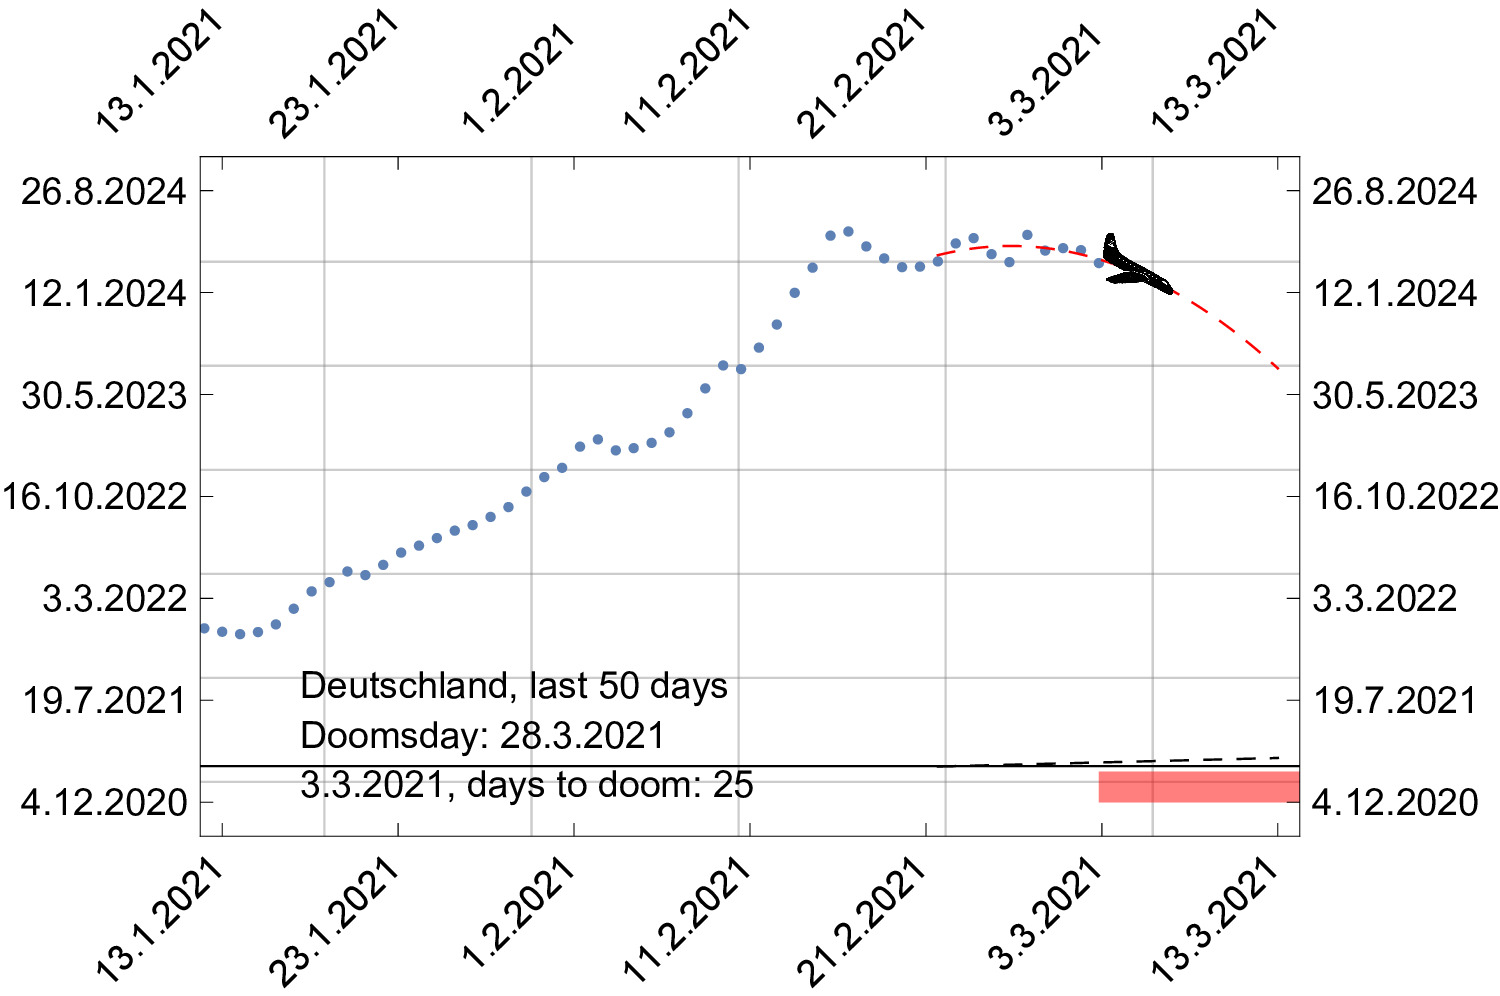 13.1.2021 23.1.2021 1.2.2021 11.2.2021 21.2.2021 3.3.2021 13.3.2021
26.8.2024 26.8.2024
12.1.2024 12.1.2024
30.5.2023 30.5.2023
16.10.2022 16.10.2022
3.3.2022 3.3.2022
19.7.2021 19.7.2021
Deutschland, last 50 days
Doomsday: 28.3.2021
3.3.2021, days to doom: 25
4.12.2020 4.12.2020
13.1.2021 23.1.2021 1.2.2021 11.2.2021 21.2.2021 3.3.2021 13.3.2021